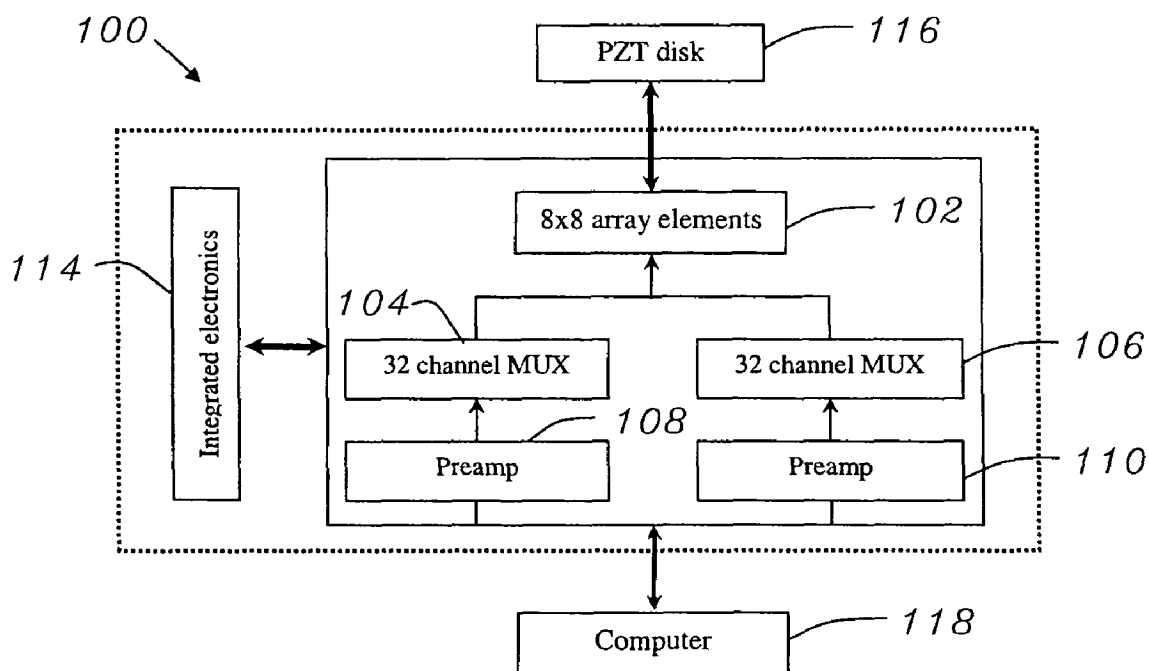 100
PZT disk
116
8x8 array elements
102
114
Integrated electronics
104
32 channel MUX
32 channel MUX
106
108
Preamp
Preamp
110
Computer
118